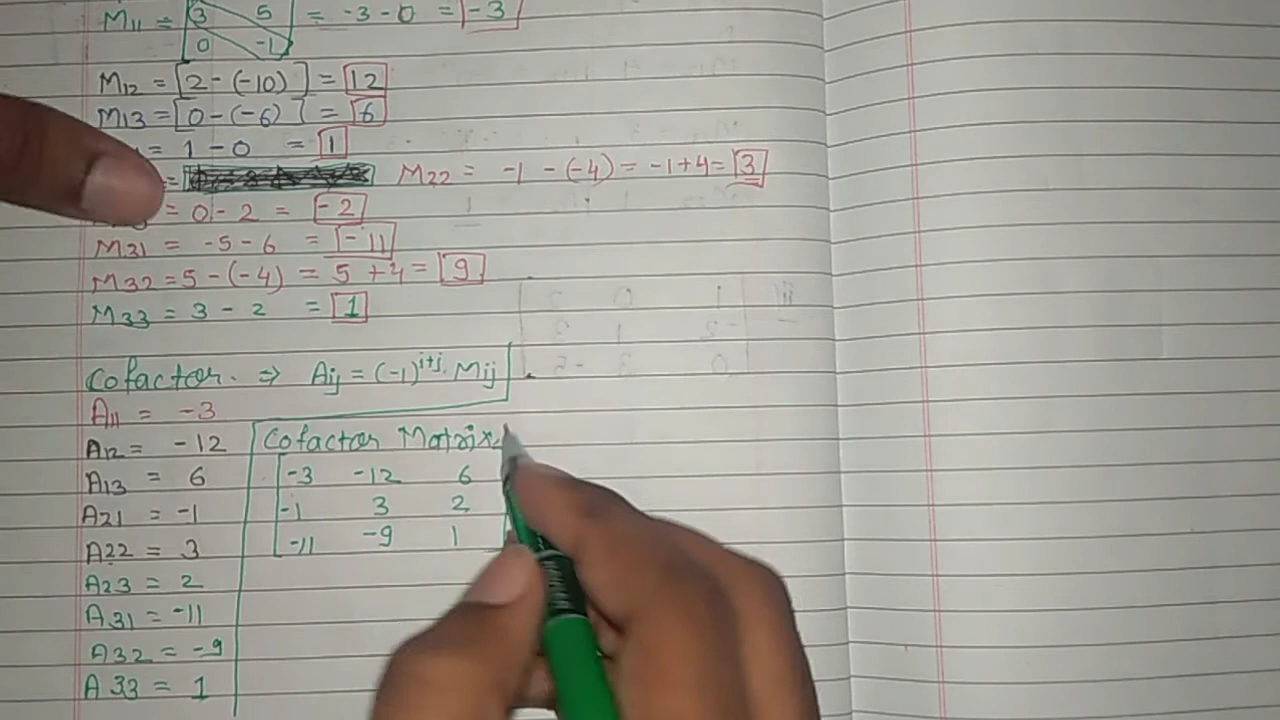 M11 = |3 5| = -3-0 = -3
0 -1
M12 = [2-(-10)] = 12
M13 = [0-(-6)] = 6
= 1 - 0 = 1
= M22 = -1 -(-4) = -1+4 = 3
= 0 - 2 = -2
M31 = -5-6 = -11
M32 = 5-(-4) = 5+4 = 9
M33 = 3 - 2 = 1
Cofactor. ⇒ Aij = (-1)^i+j. Mij
A11 = -3
A12 = -12
A13 = 6
A21 = -1
A22 = 3
A23 = 2
A31 = -11
A32 = -9
A33 = 1
Cofactor Matrix
-3 -12 6
-1 3 2
-11 -9 1